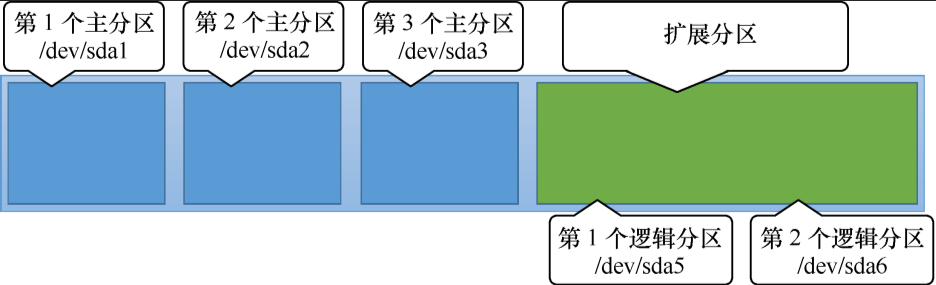 第 1 个主分区
/dev/sda1
第 2 个主分区
/dev/sda2
第 3 个主分区
/dev/sda3
扩展分区
第 1 个逻辑分区
/dev/sda5
第 2 个逻辑分区
/dev/sda6